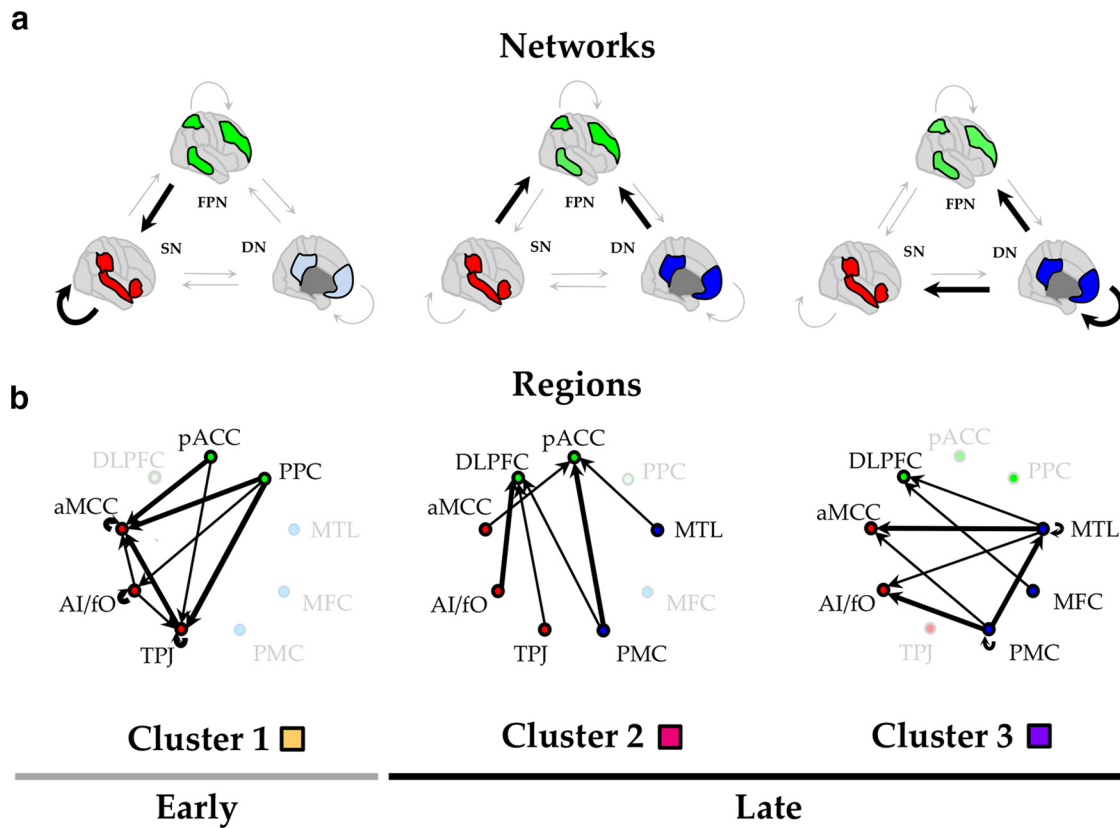 a
Networks
FPN
SN
DN
FPN
SN
DN
FPN
SN
DN
b
Regions
DLPFC
pACC
PPC
aMCC
MTL
AI/fO
MFC
TPJ
PMC
DLPFC
pACC
PPC
aMCC
MTL
AI/fO
MFC
TPJ
PMC
pACC
DLPFC
PPC
aMCC
MTL
AI/fO
MFC
TPJ
PMC
Cluster 1
Cluster 2
Cluster 3
Early
Late